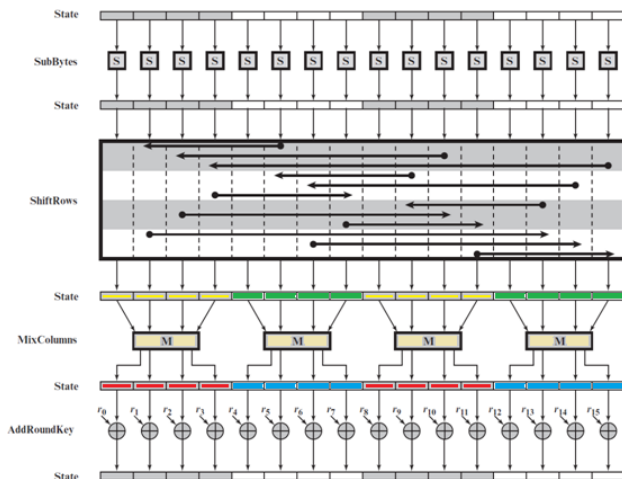 State
SubBytes S S S S S S S S S S S S S S S S
State
ShiftRows
State
MixColumns M M M M
State
r0 r1 r2 r3 r4 r5 r6 r7 r8 r9 r10 r11 r12 r13 r14 r15
AddRoundKey
State